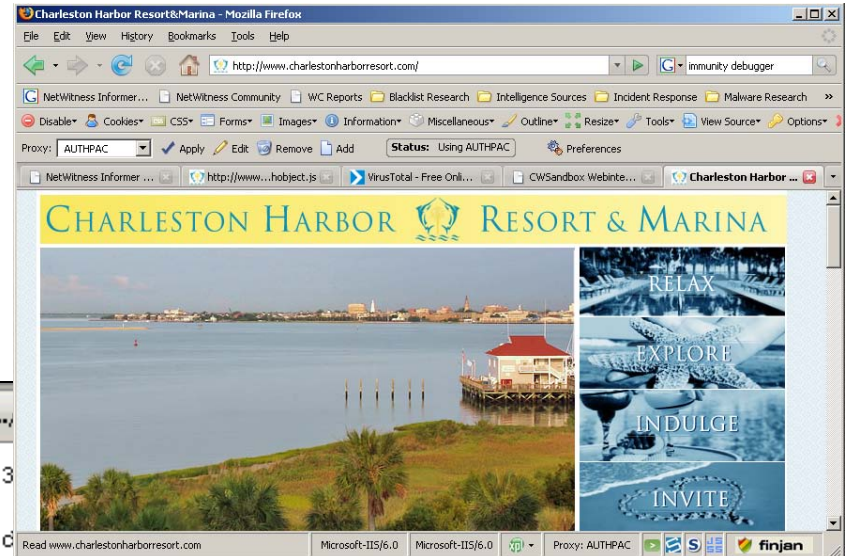 Charleston Harbor Resort&Marina - Mozilla Firefox
File Edit View History Bookmarks Tools Help
http://www.charlestonharborresort.com/ immunity debugger
NetWitness Informer... NetWitness Community WC Reports Blacklist Research Intelligence Sources Incident Response Malware Research »
Disable Cookies CSS Forms Images Information Miscellaneous Outline Resize Tools View Source Options
Proxy: AUTHPAC Apply Edit Remove Add Status: Using AUTHPAC Preferences
NetWitness Informer ... http://www...hobject.js VirusTotal - Free Onli... CWSandbox Webinte... Charleston Harbor ...
CHARLESTON HARBOR RESORT & MARINA
RELAX
EXPLORE
INDULGE
INVITE
3
Read www.charlestonharborresort.com Microsoft-IIS/6.0 Microsoft-IIS/6.0 Proxy: AUTHPAC S finjan